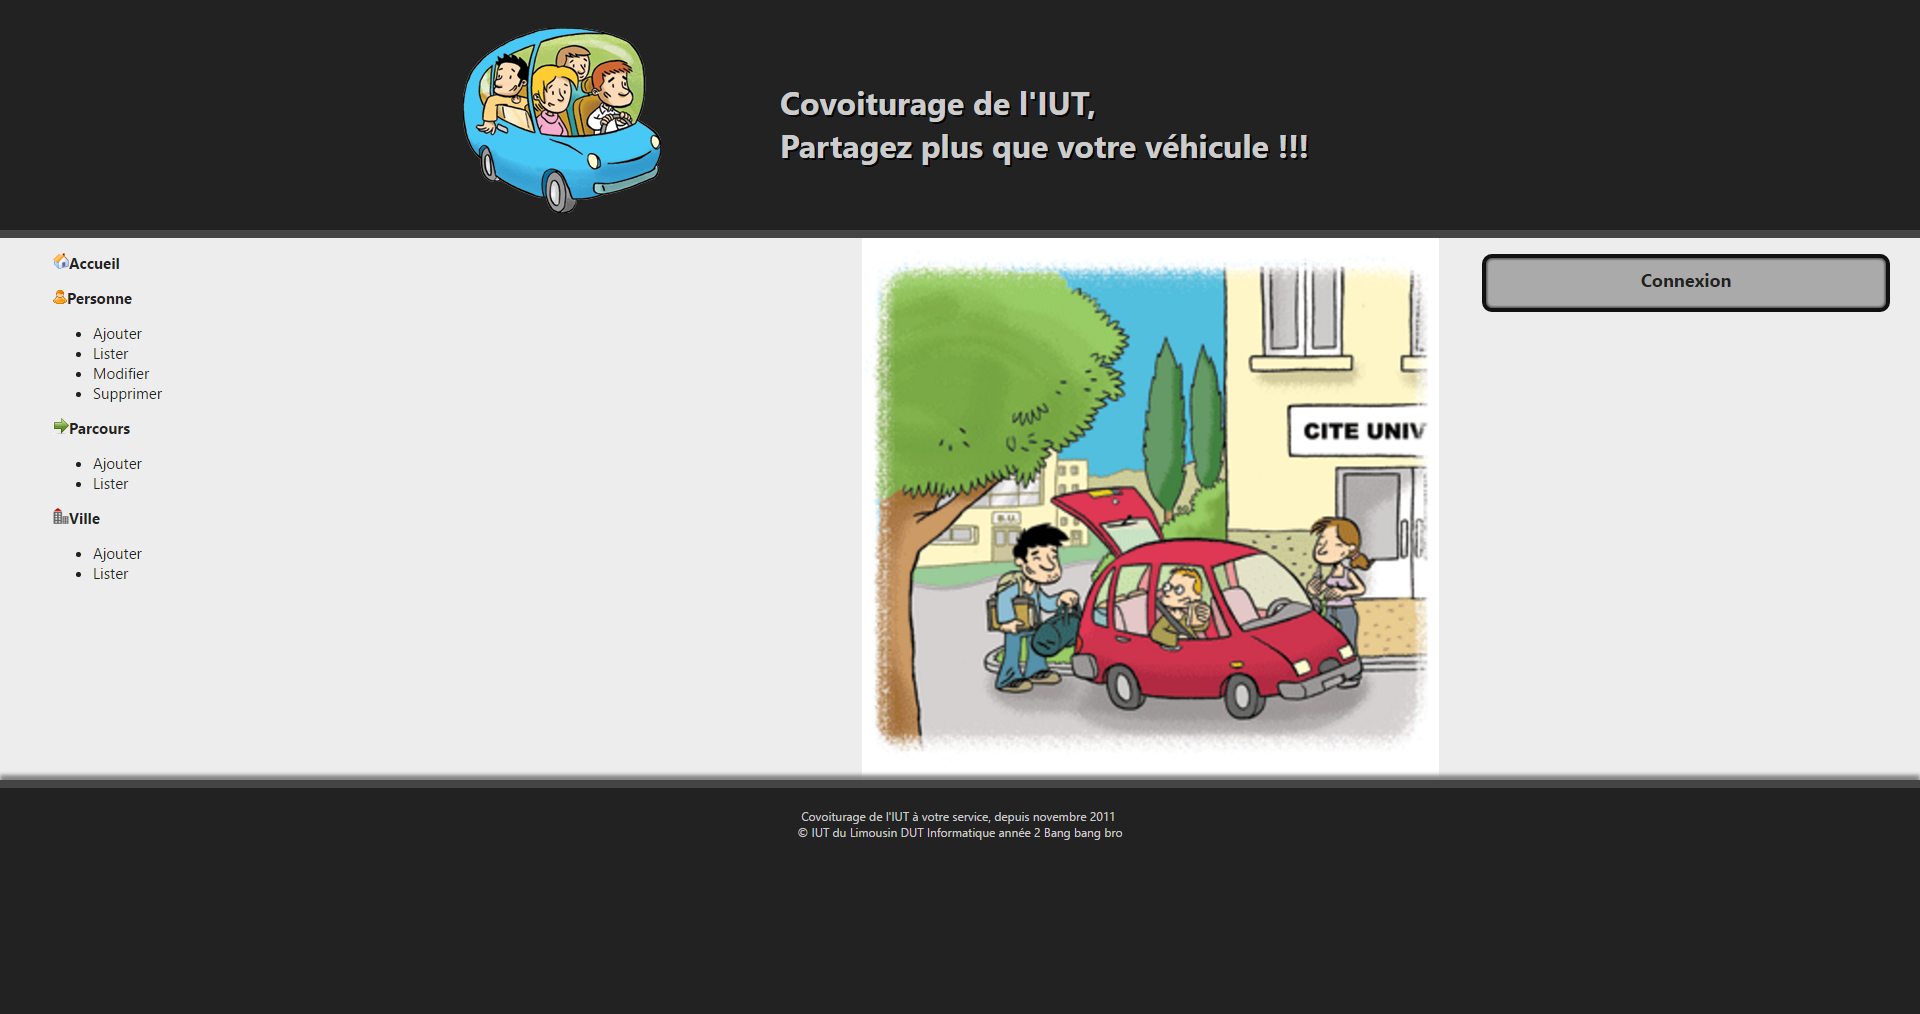 Covoiturage de l'IUT,
Partagez plus que votre véhicule !!!
Accueil
Personne
Ajouter
Lister
Modifier
Supprimer
Parcours
Ajouter
Lister
Ville
Ajouter
Lister
CITE UNIV
B.U.
Connexion
Covoiturage de l'IUT à votre service, depuis novembre 2011
© IUT du Limousin DUT Informatique année 2 Bang bang bro